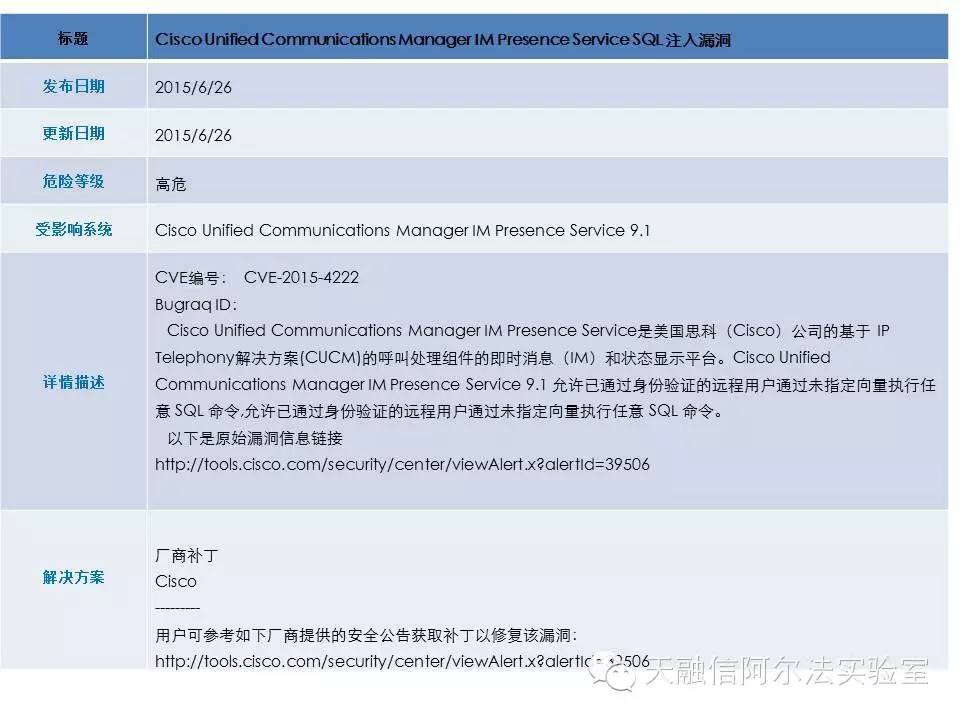 标题
Cisco Unified Communications Manager IM Presence Service SQL 注入漏洞
发布日期
2015/6/26
更新日期
2015/6/26
危险等级
高危
受影响系统
Cisco Unified Communications Manager IM Presence Service 9.1
详情描述
CVE编号： CVE-2015-4222
Bugraq ID：
Cisco Unified Communications Manager IM Presence Service是美国思科（Cisco）公司的基于 IP
Telephony解决方案(CUCM)的呼叫处理组件的即时消息（IM）和状态显示平台。Cisco Unified
Communications Manager IM Presence Service 9.1 允许已通过身份验证的远程用户通过未指定向量执行任
意 SQL 命令,允许已通过身份验证的远程用户通过未指定向量执行任意 SQL 命令。
以下是原始漏洞信息链接
http://tools.cisco.com/security/center/viewAlert.x?alertId=39506
解决方案
厂商补丁
Cisco
---------
用户可参考如下厂商提供的安全公告获取补丁以修复该漏洞：
http://tools.cisco.com/security/center/viewAlert.x?alertId=39506
天融信阿尔法实验室